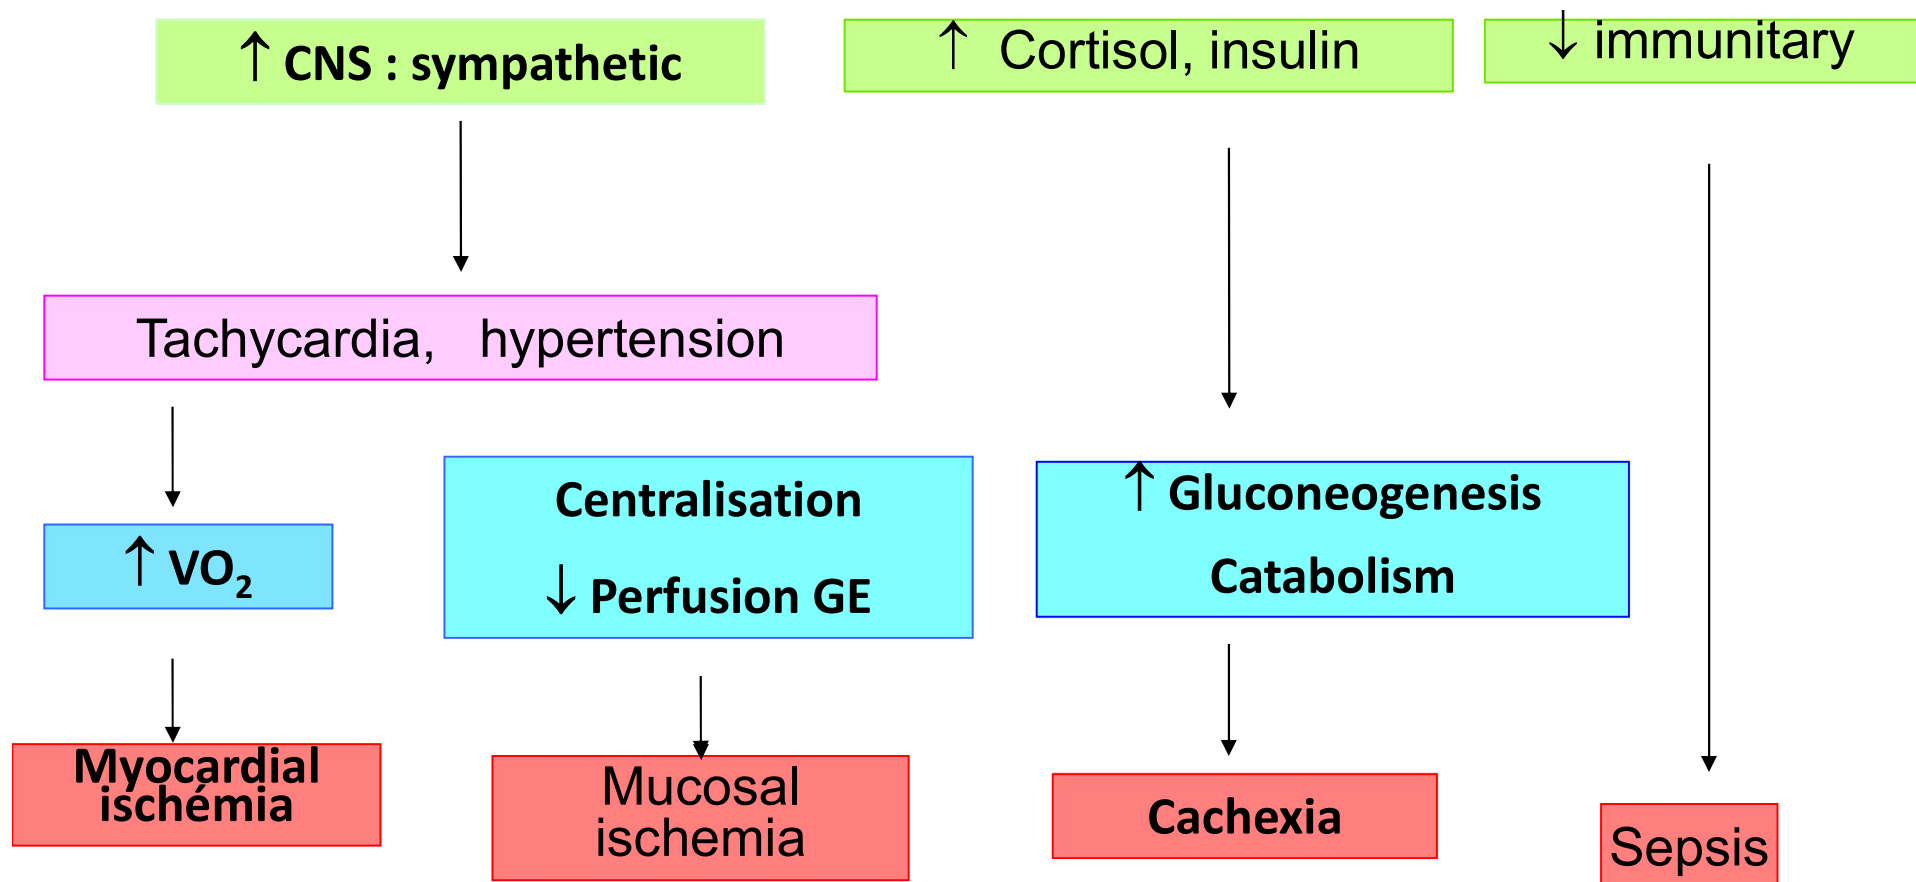 ↑ CNS : sympathetic
↑ Cortisol, insulin
↓ immunitary
Tachycardia, hypertension
↑ VO₂
Centralisation
↓ Perfusion GE
↑ Gluconeogenesis
Catabolism
Myocardial
ischémia
Mucosal
ischemia
Cachexia
Sepsis